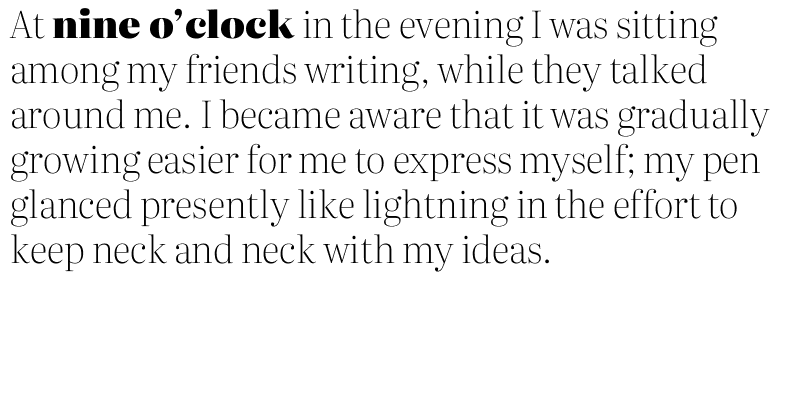 At nine o’clock in the evening I was sitting
among my friends writing, while they talked
around me. I became aware that it was gradually
growing easier for me to express myself; my pen
glanced presently like lightning in the effort to
keep neck and neck with my ideas.